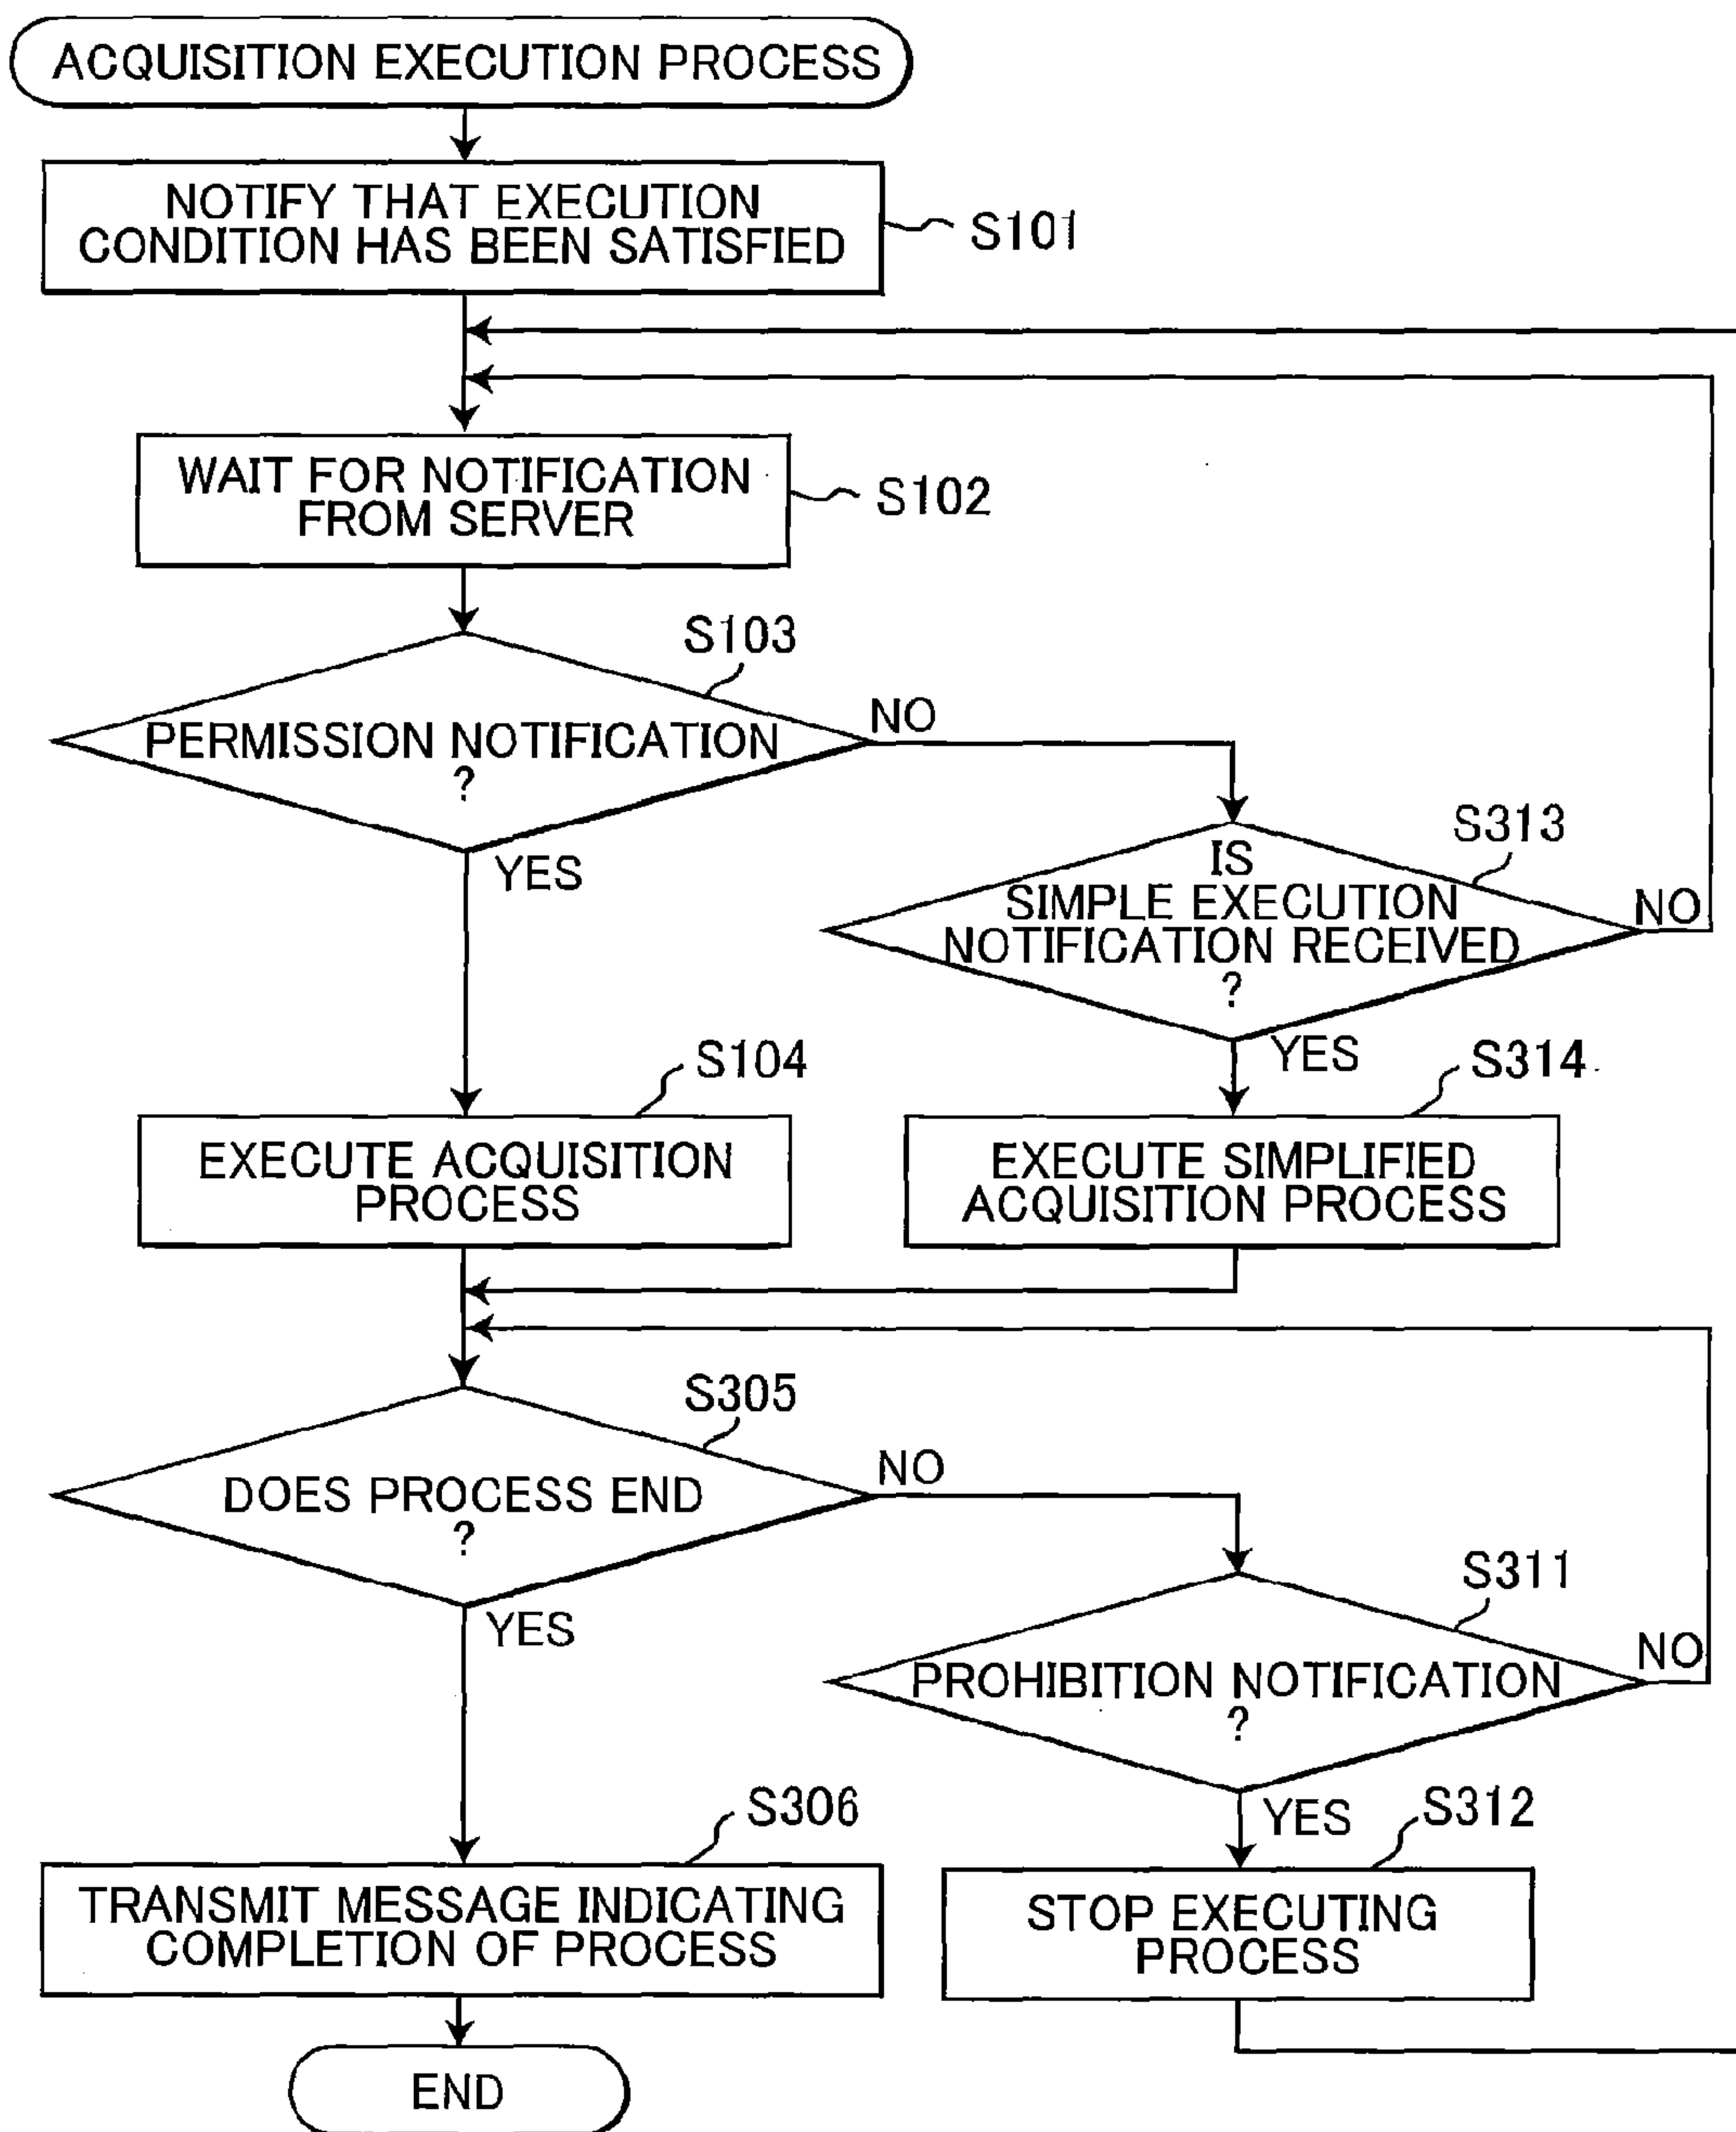 ACQUISITION EXECUTION PROCESS
NOTIFY THAT EXECUTION
CONDITION HAS BEEN SATISFIED
S101
WAIT FOR NOTIFICATION
FROM SERVER
S102
S103
PERMISSION NOTIFICATION
?
NO
YES
S313
IS
SIMPLE EXECUTION
NOTIFICATION RECEIVED
?
NO
YES
S104
EXECUTE ACQUISITION
PROCESS
S314
EXECUTE SIMPLIFIED
ACQUISITION PROCESS
S305
DOES PROCESS END
?
NO
YES
S311
PROHIBITION NOTIFICATION
?
NO
YES
S306
TRANSMIT MESSAGE INDICATING
COMPLETION OF PROCESS
S312
STOP EXECUTING
PROCESS
END